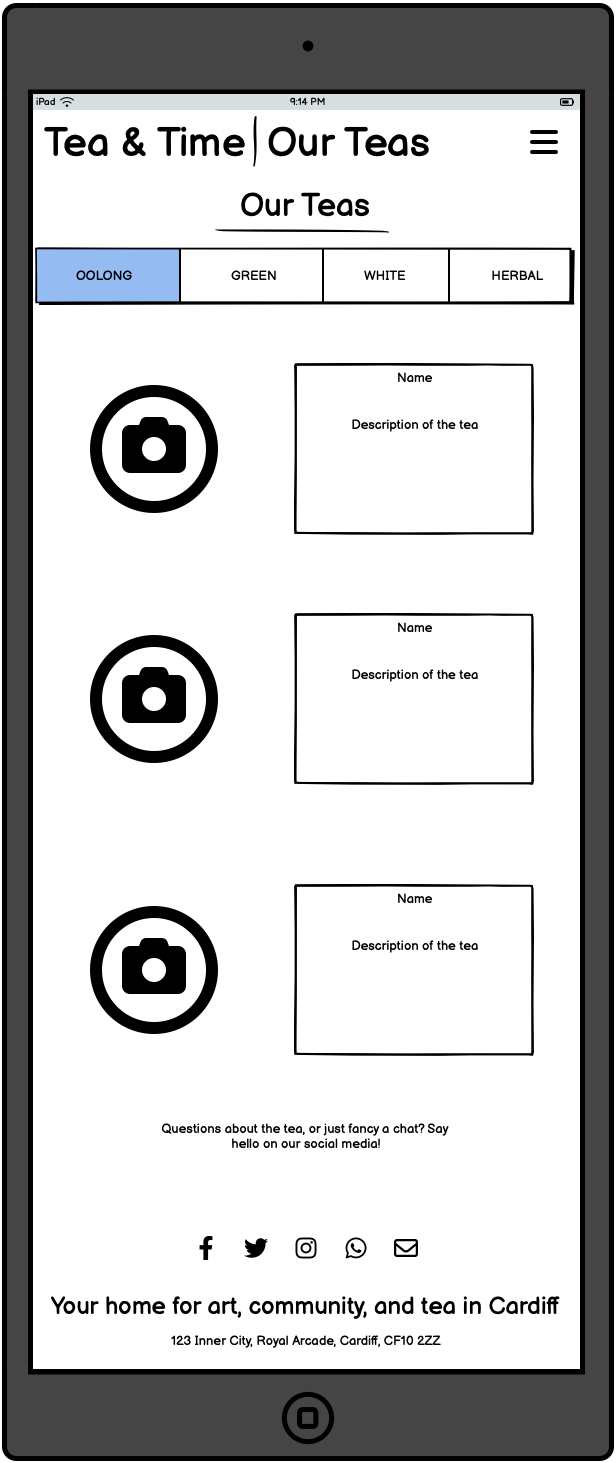 iPad 9:14 PM
Tea & Time Our Teas
Our Teas
OOLONG GREEN WHITE HERBAL
Name
Description of the tea
Name
Description of the tea
Name
Description of the tea
Questions about the tea, or just fancy a chat? Say
hello on our social media!
Your home for art, community, and tea in Cardiff
123 Inner City, Royal Arcade, Cardiff, CF10 2ZZ